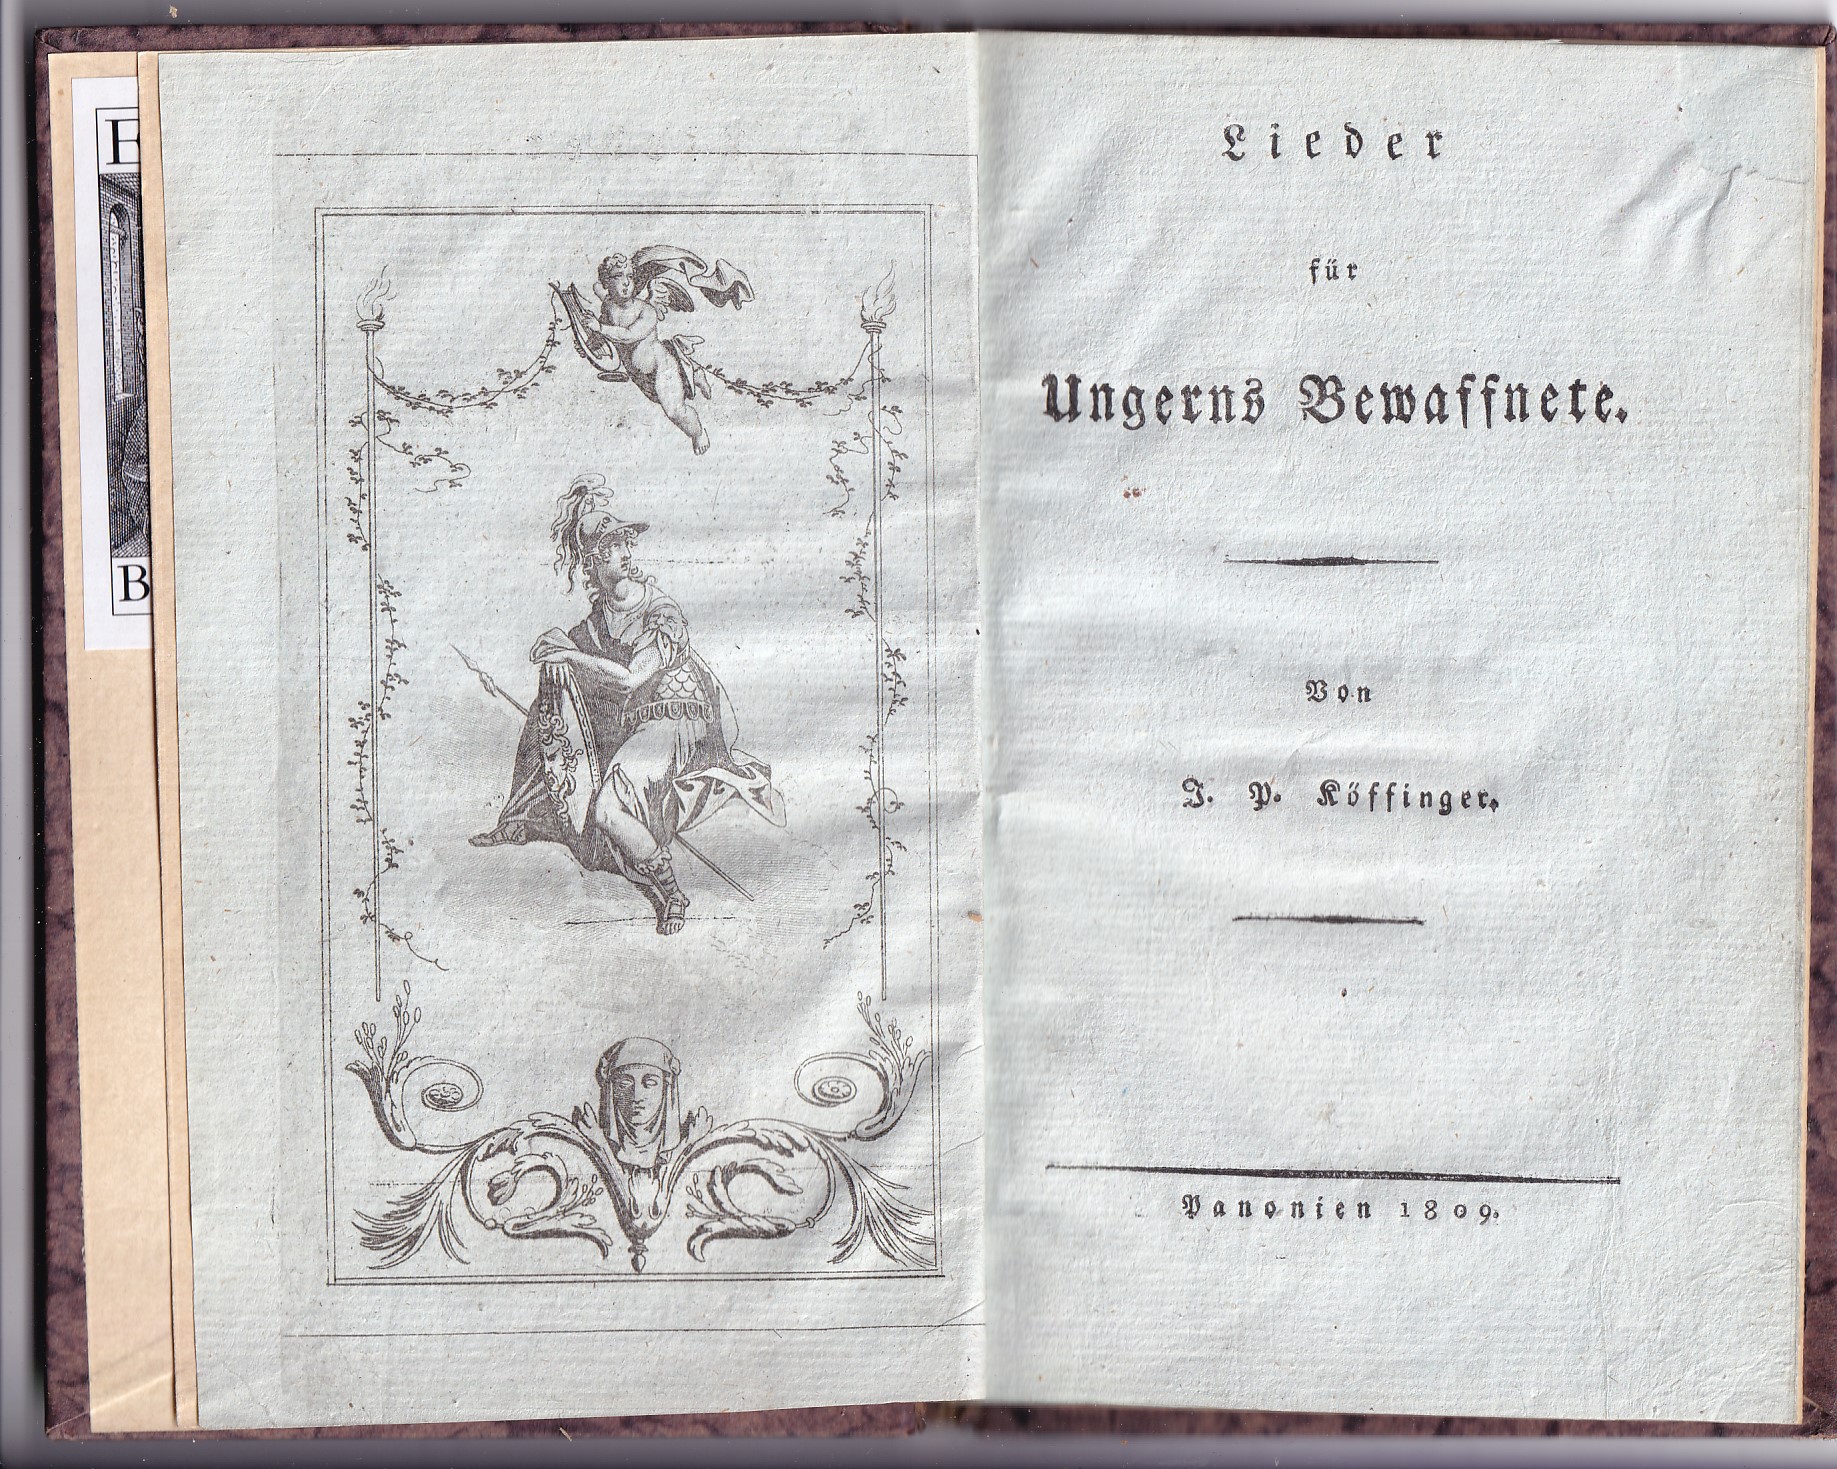 E
B
Lieder
für
Ungerns Bewaffnete.
Von
J. P. Köffinger.
Panonien 1809.